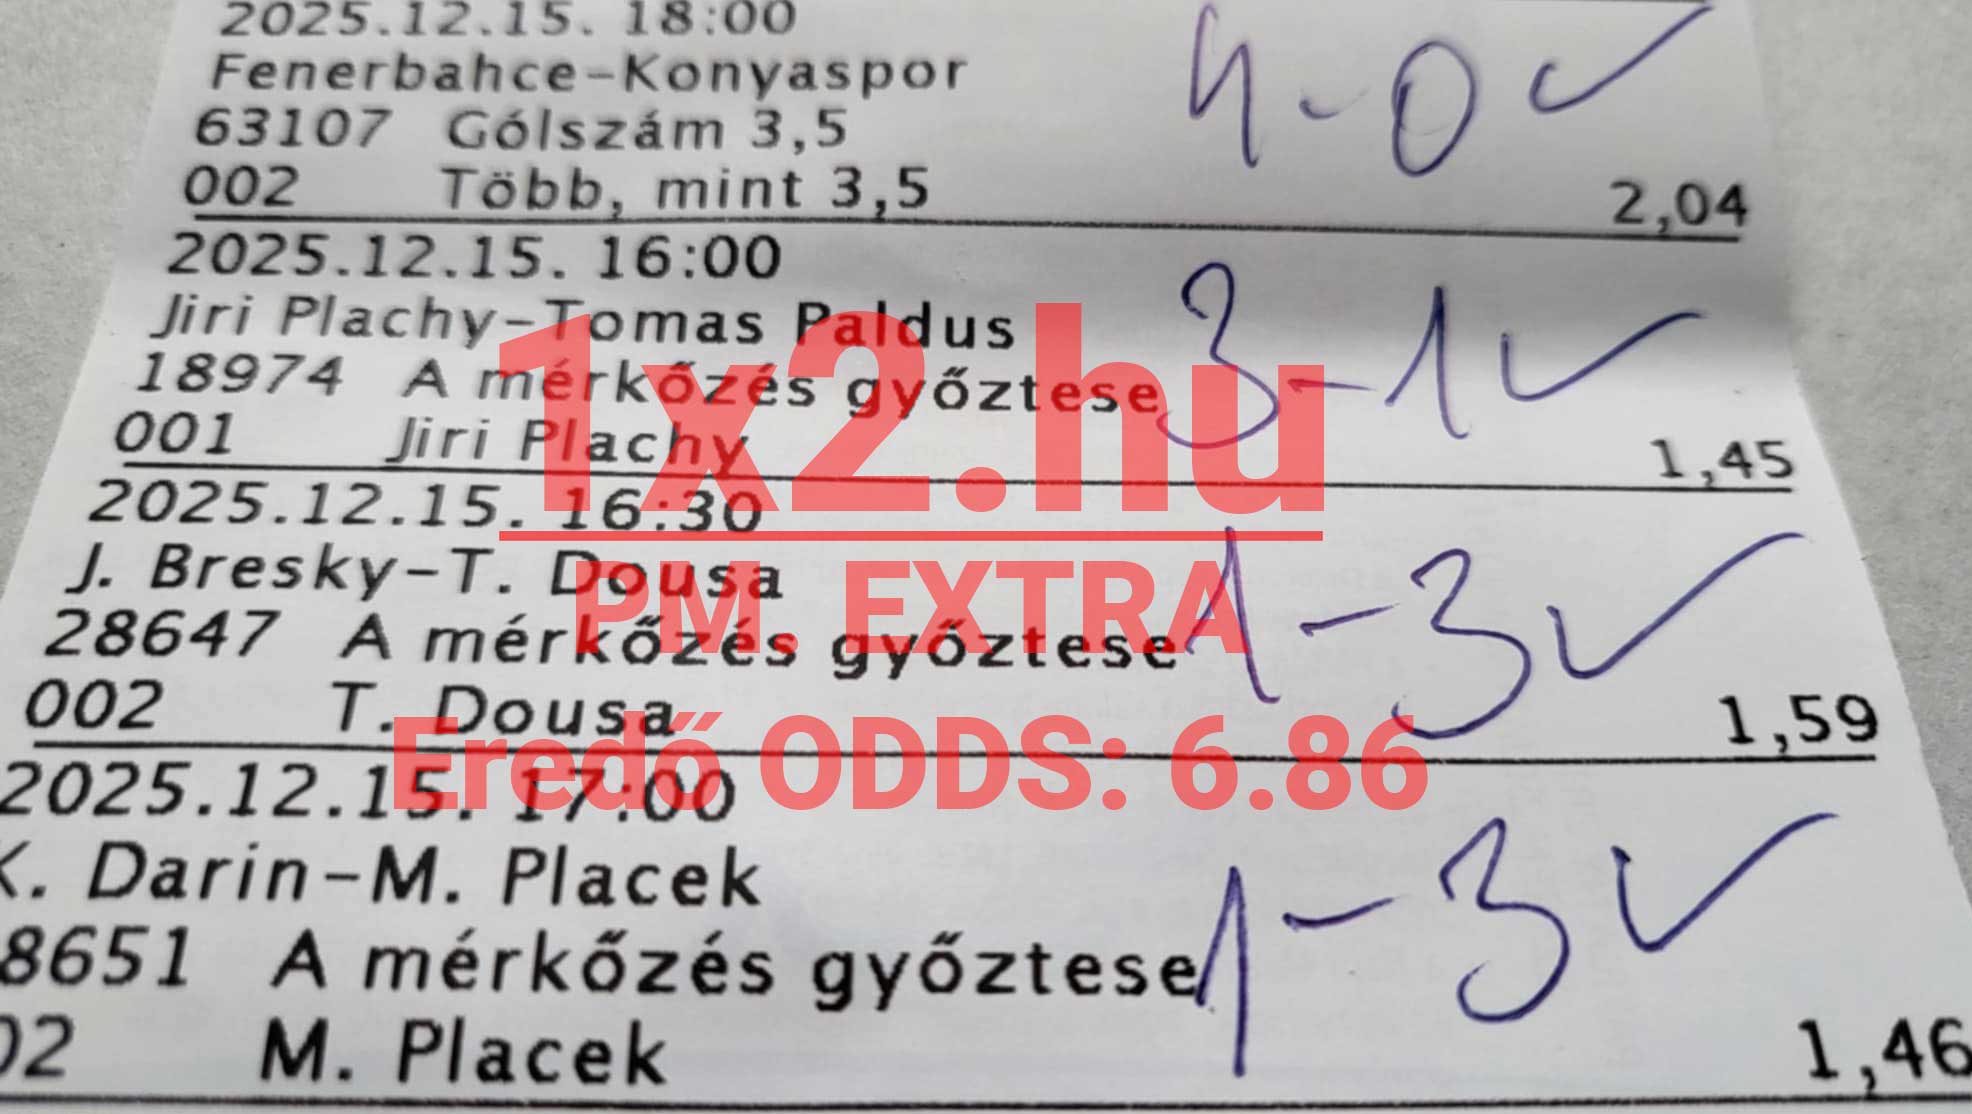 2025.12.15. 18:00
Fenerbahce-Konyaspor
63107 Gólszám 3,5
4-0 ✓
002 Több, mint 3,5 2,04
2025.12.15. 16:00
Jiri Plachy-Tomas Paldus
18974 A mérkőzés győztese 3-1 ✓
001 Jiri Plachy 1,45
2025.12.15. 16:30
J. Bresky-T. Dousa
28647 A mérkőzés győztese 1-3 ✓
002 T. Dousa 1,59
2025.12.15. 17:00
K. Darin-M. Placek
8651 A mérkőzés győztese 1-3 ✓
02 M. Placek 1,46
1x2.hu
PM. EXTRA
Eredő ODDS: 6.86